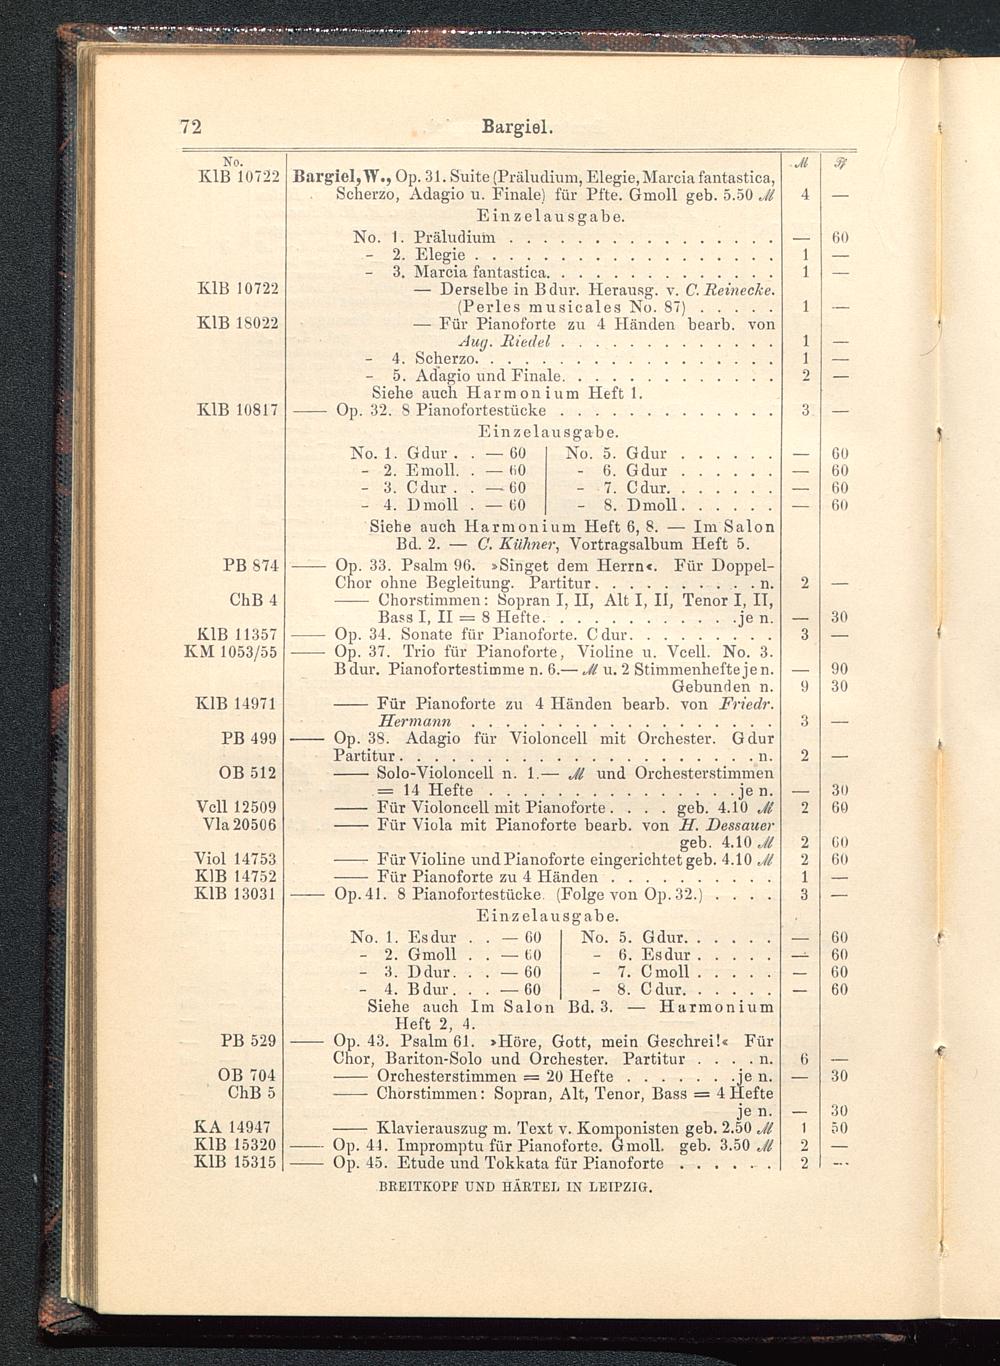 72 Bargiel.
No. ℳ ₰
KlB 10722 Bargiel, W., Op. 31. Suite (Präludium, Elegie, Marcia fantastica,
Scherzo, Adagio u. Finale) für Pfte. Gmoll geb. 5.50 ℳ 4 —
Einzelausgabe.
No. 1. Präludium . . . . . . . . . . . . . . . . — 60
- 2. Elegie . . . . . . . . . . . . . . . . . . 1 —
- 3. Marcia fantastica. . . . . . . . . . . . . . 1 —
KlB 10722 — Derselbe in Bdur. Herausg. v. C. Reinecke.
(Perles musicales No. 87) . . . . . 1 —
KlB 18022 — Für Pianoforte zu 4 Händen bearb. von
Aug. Riedel . . . . . . . . . . . . . 1 —
- 4. Scherzo. . . . . . . . . . . . . . . . . . 1 —
- 5. Adagio und Finale. . . . . . . . . . . . . 2 —
Siehe auch Harmonium Heft 1.
KlB 10817 —— Op. 32. 8 Pianofortestücke . . . . . . . . . . . . . 3 —
Einzelausgabe.
No. 1. Gdur . . — 60 | No. 5. Gdur . . . . . . — 60
- 2. Emoll. . — 60 | - 6. Gdur . . . . . . — 60
- 3. Cdur . . — 60 | - 7. Cdur. . . . . . . — 60
- 4. Dmoll . — 60 | - 8. Dmoll. . . . . . — 60
Siehe auch Harmonium Heft 6, 8. — Im Salon
Bd. 2. — C. Kühner, Vortragsalbum Heft 5.
PB 874 —— Op. 33. Psalm 96. »Singet dem Herrn«. Für Doppel-
Chor ohne Begleitung. Partitur. . . . . . . . . . n. 2 —
ChB 4 —— Chorstimmen: Sopran I, II, Alt I, II, Tenor I, II,
Bass I, II = 8 Hefte. . . . . . . . . . . . . je n. — 30
KlB 11357 —— Op. 34. Sonate für Pianoforte. Cdur. . . . . . . . . 3 —
KM 1053/55 —— Op. 37. Trio für Pianoforte, Violine u. Vcell. No. 3.
Bdur. Pianofortestimme n. 6.— ℳ u. 2 Stimmenhefte je n. — 90
Gebunden n. 9 30
KlB 14971 —— Für Pianoforte zu 4 Händen bearb. von Friedr.
Hermann . . . . . . . . . . . . . . . . . . 3 —
PB 499 —— Op. 38. Adagio für Violoncell mit Orchester. Gdur
Partitur. . . . . . . . . . . . . . . . . . . . . n. 2 —
OB 512 —— Solo-Violoncell n. 1.— ℳ und Orchesterstimmen
= 14 Hefte . . . . . . . . . . . . . . . je n. — 30
Vcll 12509 —— Für Violoncell mit Pianoforte. . . . geb. 4.10 ℳ 2 60
Vla 20506 —— Für Viola mit Pianoforte bearb. von H. Dessauer
geb. 4.10 ℳ 2 60
Viol 14753 —— Für Violine und Pianoforte eingerichtet geb. 4.10 ℳ 2 60
KlB 14752 —— Für Pianoforte zu 4 Händen . . . . . . . . . . 1 —
KlB 13031 —— Op. 41. 8 Pianofortestücke. (Folge von Op. 32.) . . . . 3 —
Einzelausgabe.
No. 1. Esdur . . — 60 | No. 5. Gdur. . . . . . — 60
- 2. Gmoll . . — 60 | - 6. Esdur . . . . . — 60
- 3. Ddur. . . — 60 | - 7. Cmoll . . . . . — 60
- 4. Bdur. . . — 60 | - 8. Cdur. . . . . . — 60
Siehe auch Im Salon Bd. 3. — Harmonium
Heft 2, 4.
PB 529 —— Op. 43. Psalm 61. »Höre, Gott, mein Geschrei!« Für
Chor, Bariton-Solo und Orchester. Partitur . . . . n. 6 —
OB 704 —— Orchesterstimmen = 20 Hefte . . . . . . . je n. — 30
ChB 5 —— Chorstimmen: Sopran, Alt, Tenor, Bass = 4 Hefte
je n. — 30
KA 14947 —— Klavierauszug m. Text v. Komponisten geb. 2.50 ℳ 1 50
KlB 15320 —— Op. 44. Impromptu für Pianoforte. Gmoll. geb. 3.50 ℳ 2 —
KlB 15315 —— Op. 45. Etude und Tokkata für Pianoforte . . . . . . 2 —
BREITKOPF UND HÄRTEL IN LEIPZIG.